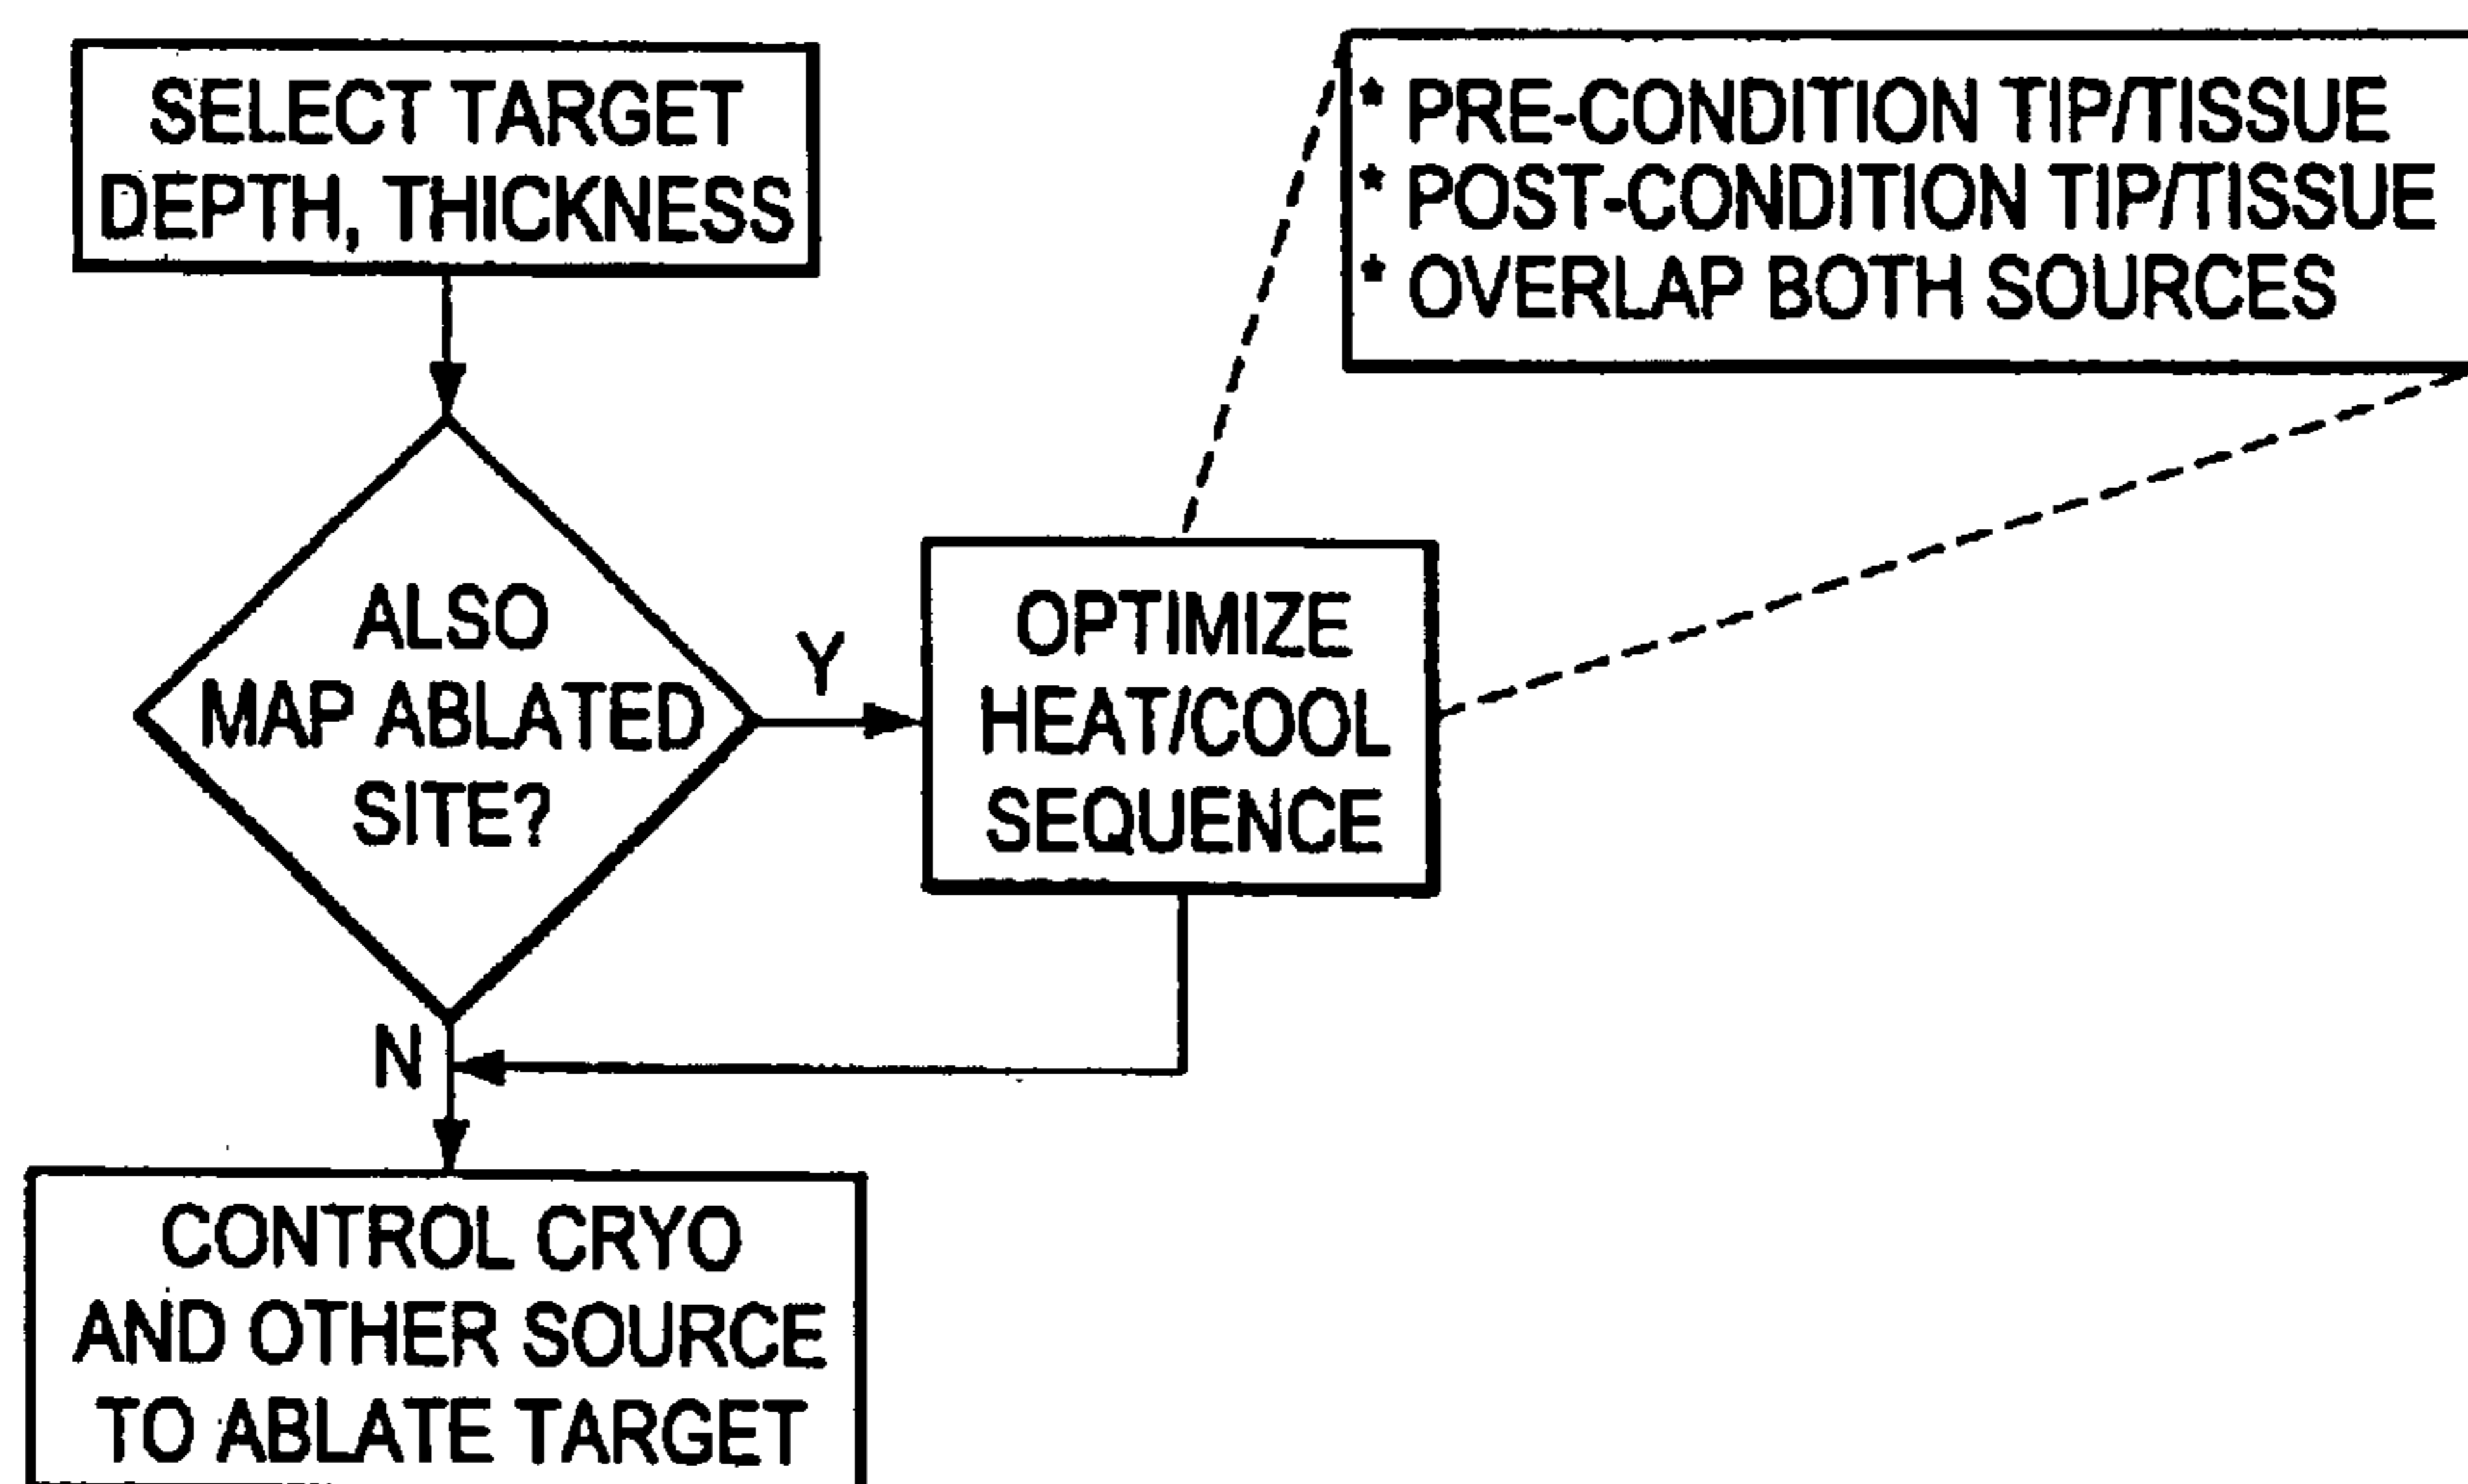 SELECT TARGET
DEPTH, THICKNESS
* PRE-CONDITION TIP/TISSUE
* POST-CONDITION TIP/TISSUE
* OVERLAP BOTH SOURCES
ALSO
MAP ABLATED
SITE?
Y
OPTIMIZE
HEAT/COOL
SEQUENCE
N
CONTROL CRYO
AND OTHER SOURCE
TO ABLATE TARGET